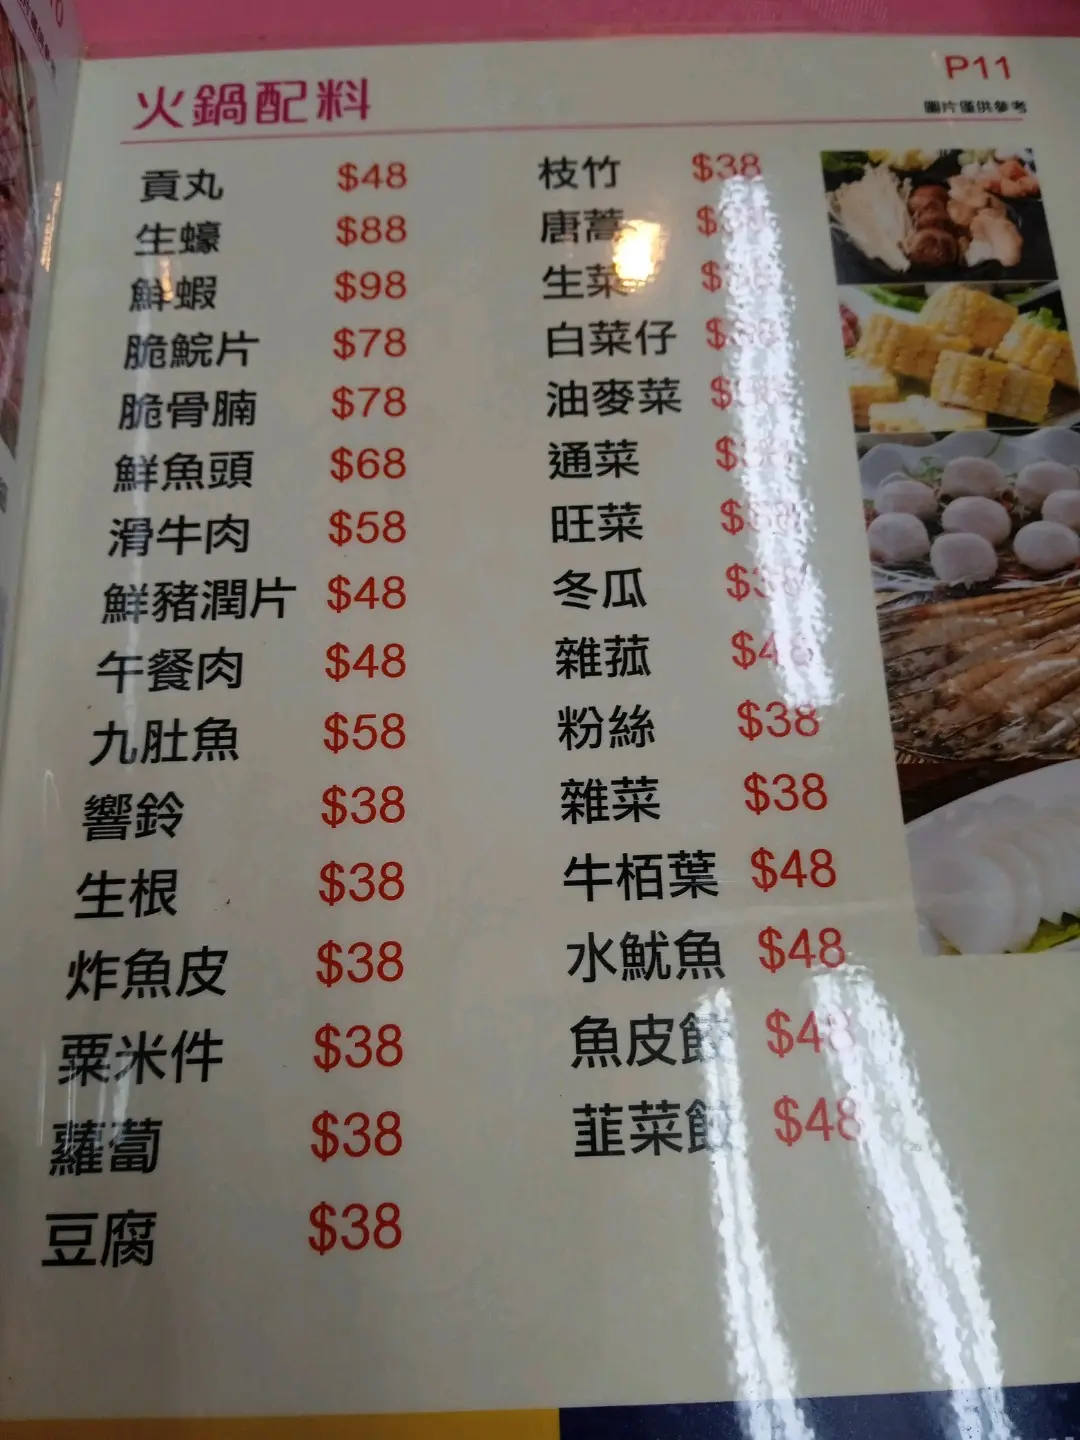 火鍋配料
P11
圖片僅供參考
貢丸 $48
生蠔 $88
鮮蝦 $98
脆鯇片 $78
脆骨腩 $78
鮮魚頭 $68
滑牛肉 $58
鮮豬潤片 $48
午餐肉 $48
九肚魚 $58
響鈴 $38
生根 $38
炸魚皮 $38
粟米件 $38
蘿蔔 $38
豆腐 $38
枝竹 $38
唐蒿
生菜
白菜仔
油麥菜
通菜
旺菜
冬瓜
雜菰 $48
粉絲 $38
雜菜 $38
牛栢葉 $48
水魷魚 $48
魚皮餃 $48
韮菜餃 $48